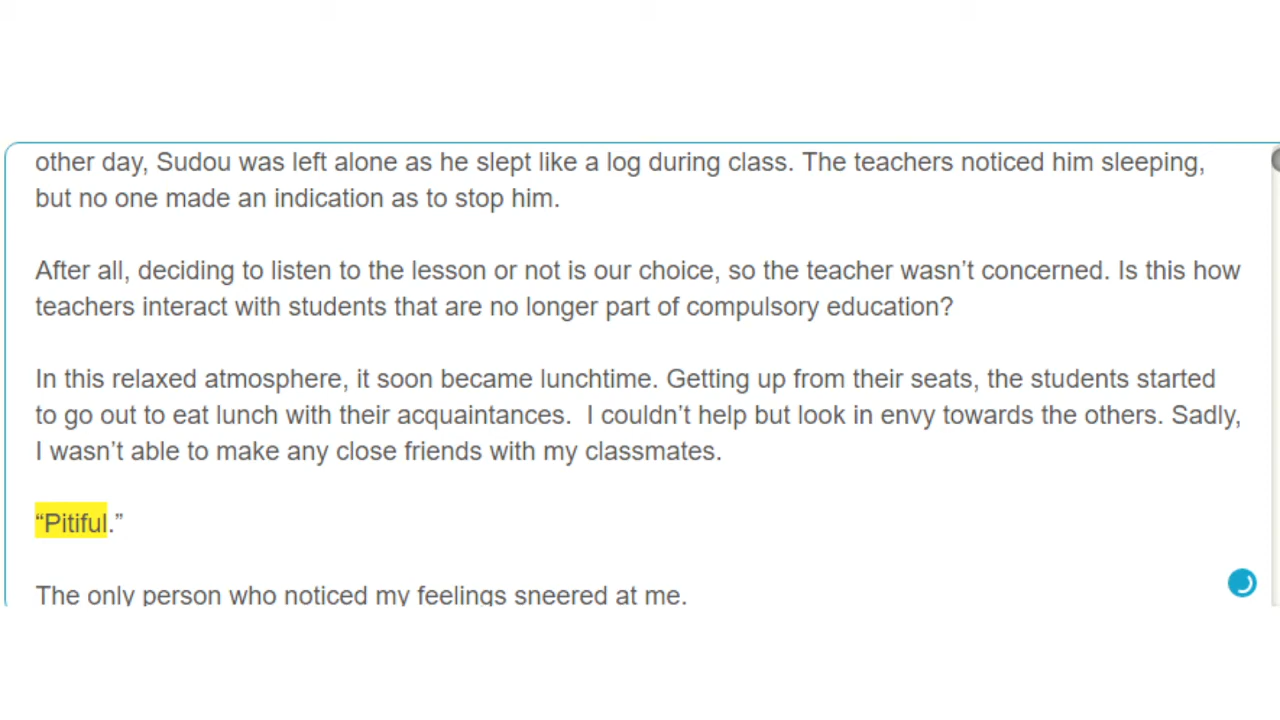 other day, Sudou was left alone as he slept like a log during class. The teachers noticed him sleeping,
but no one made an indication as to stop him.
After all, deciding to listen to the lesson or not is our choice, so the teacher wasn’t concerned. Is this how
teachers interact with students that are no longer part of compulsory education?
In this relaxed atmosphere, it soon became lunchtime. Getting up from their seats, the students started
to go out to eat lunch with their acquaintances.  I couldn’t help but look in envy towards the others. Sadly,
I wasn’t able to make any close friends with my classmates.
“Pitiful.”
The only person who noticed my feelings sneered at me.